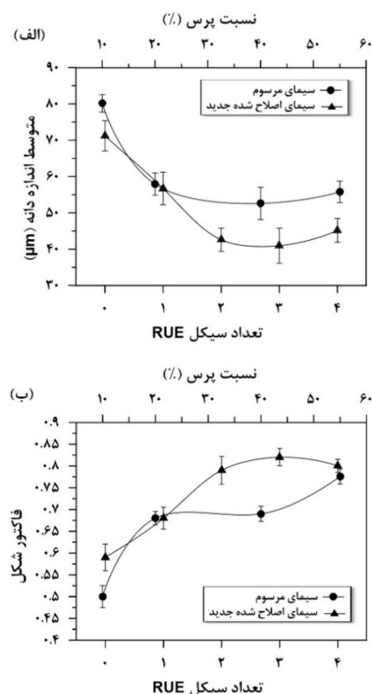 نسبت پرس (٪)
(الف)
۱۰ ۲۰ ۳۰ ۴۰ ۵۰ ۶۰
سیمای مرسوم
سیمای اصلاح شده جدید
متوسط اندازه دانه (µm)
۸۰
۷۰
۶۰
۵۰
۴۰
۳۰
۰ ۱ ۲ ۳ ۴
تعداد سیکل RUE
نسبت پرس (٪)
(ب)
۱۰ ۲۰ ۳۰ ۴۰ ۵۰ ۶۰
فاکتور شکل
۰.۹
۰.۸۵
۰.۸
۰.۷۵
۰.۷
۰.۶۵
۰.۶
۰.۵۵
۰.۵
۰.۴۵
۰.۴
سیمای مرسوم
سیمای اصلاح شده جدید
۰ ۱ ۲ ۳ ۴
تعداد سیکل RUE